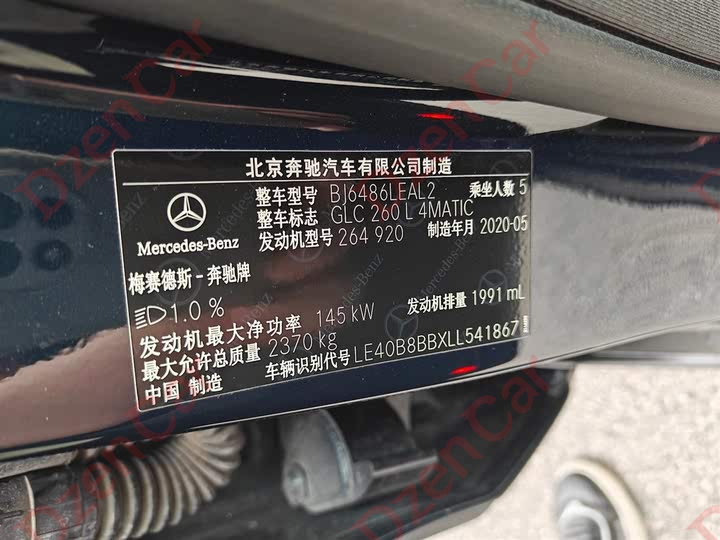 北京奔驰汽车有限公司制造
整车型号 BJ6486LEAL2 乘坐人数 5
整车标志 GLC 260 L 4MATIC
发动机型号 264 920 制造年月 2020-05
Mercedes-Benz
梅赛德斯-奔驰牌
1.0 %
发动机最大净功率 145 kW 发动机排量 1991 mL
最大允许总质量 2370 kg
车辆识别代号 LE40B8BBXLL541867
中国 制造
DzenCar